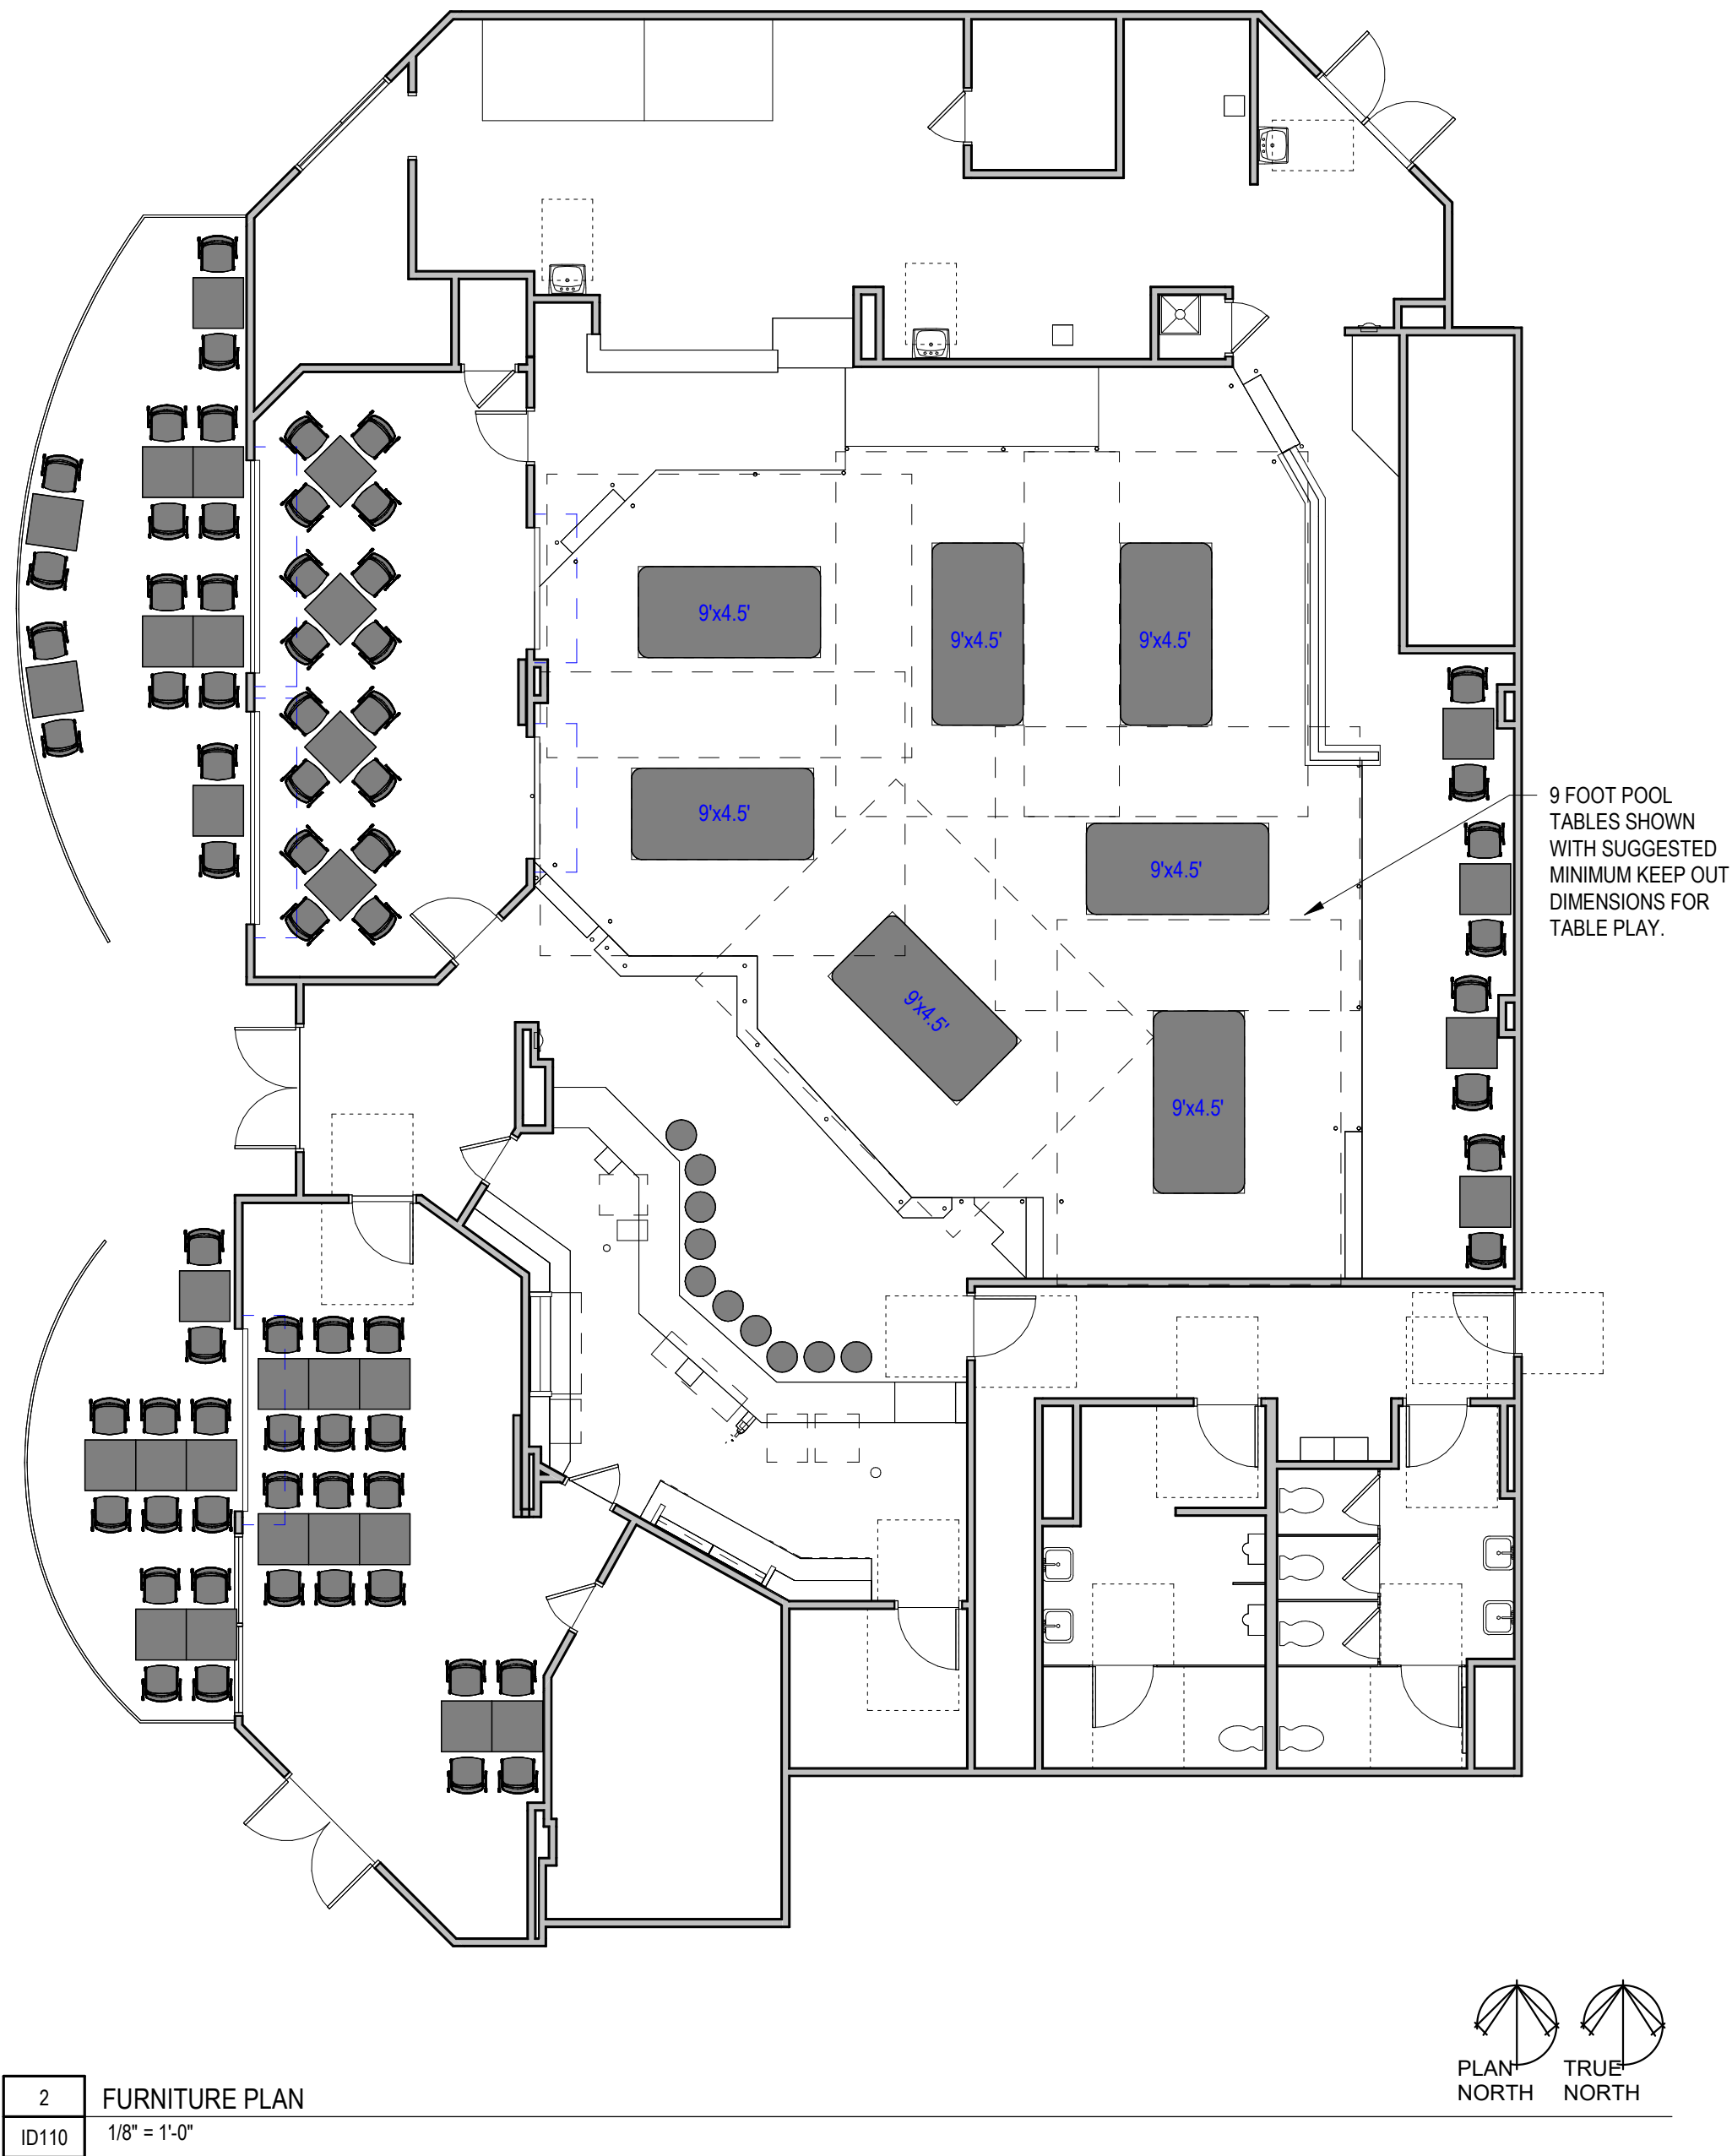 9'x4.5'
9'x4.5'
9'x4.5'
9'x4.5'
9'x4.5'
9'x4.5'
9'x4.5'
9 FOOT POOL
TABLES SHOWN
WITH SUGGESTED
MINIMUM KEEP OUT
DIMENSIONS FOR
TABLE PLAY.
PLAN
NORTH
TRUE
NORTH
2
FURNITURE PLAN
ID110
1/8" = 1'-0"